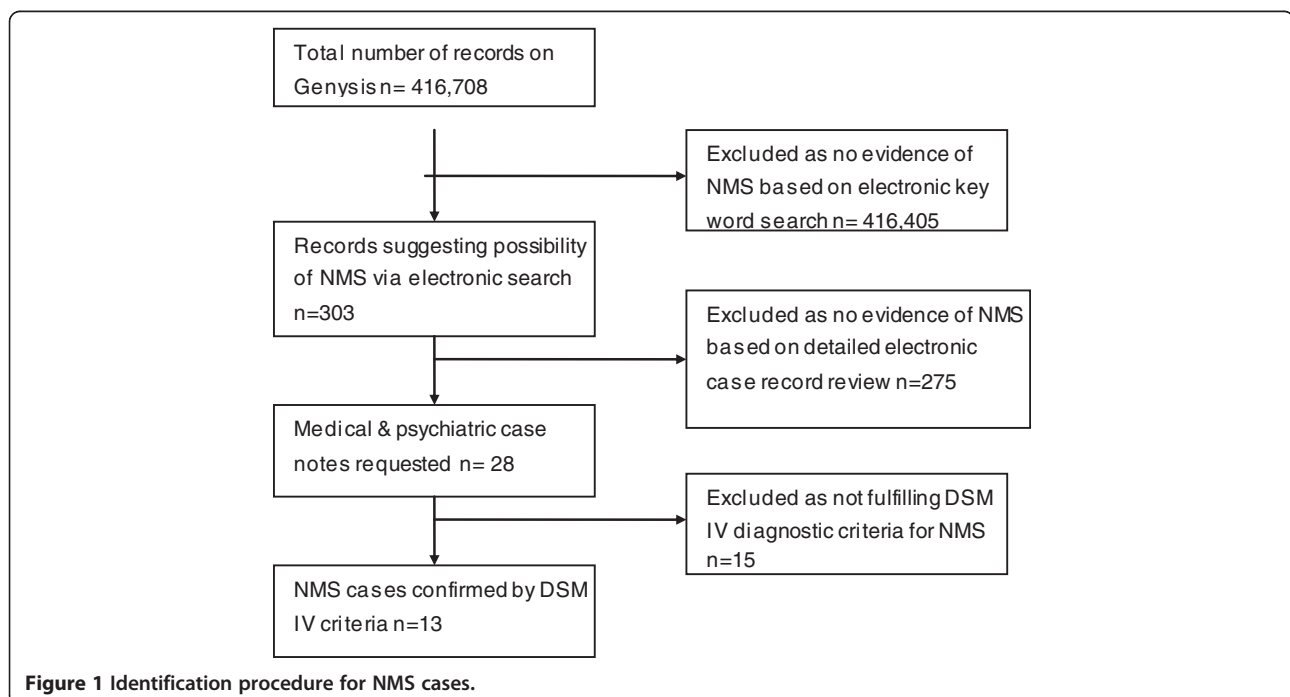 Total number of records on
Genysis n= 416,708
Excluded as no evidence of
NMS based on electronic key
word search n= 416,405
Records suggesting possibility
of NMS via electronic search
n=303
Excluded as no evidence of NMS
based on detailed electronic
case record review n=275
Medical & psychiatric case
notes requested n= 28
Excluded as not fulfilling DSM
IV diagnostic criteria for NMS
n=15
NMS cases confirmed by DSM
IV criteria n=13
Figure 1 Identification procedure for NMS cases.